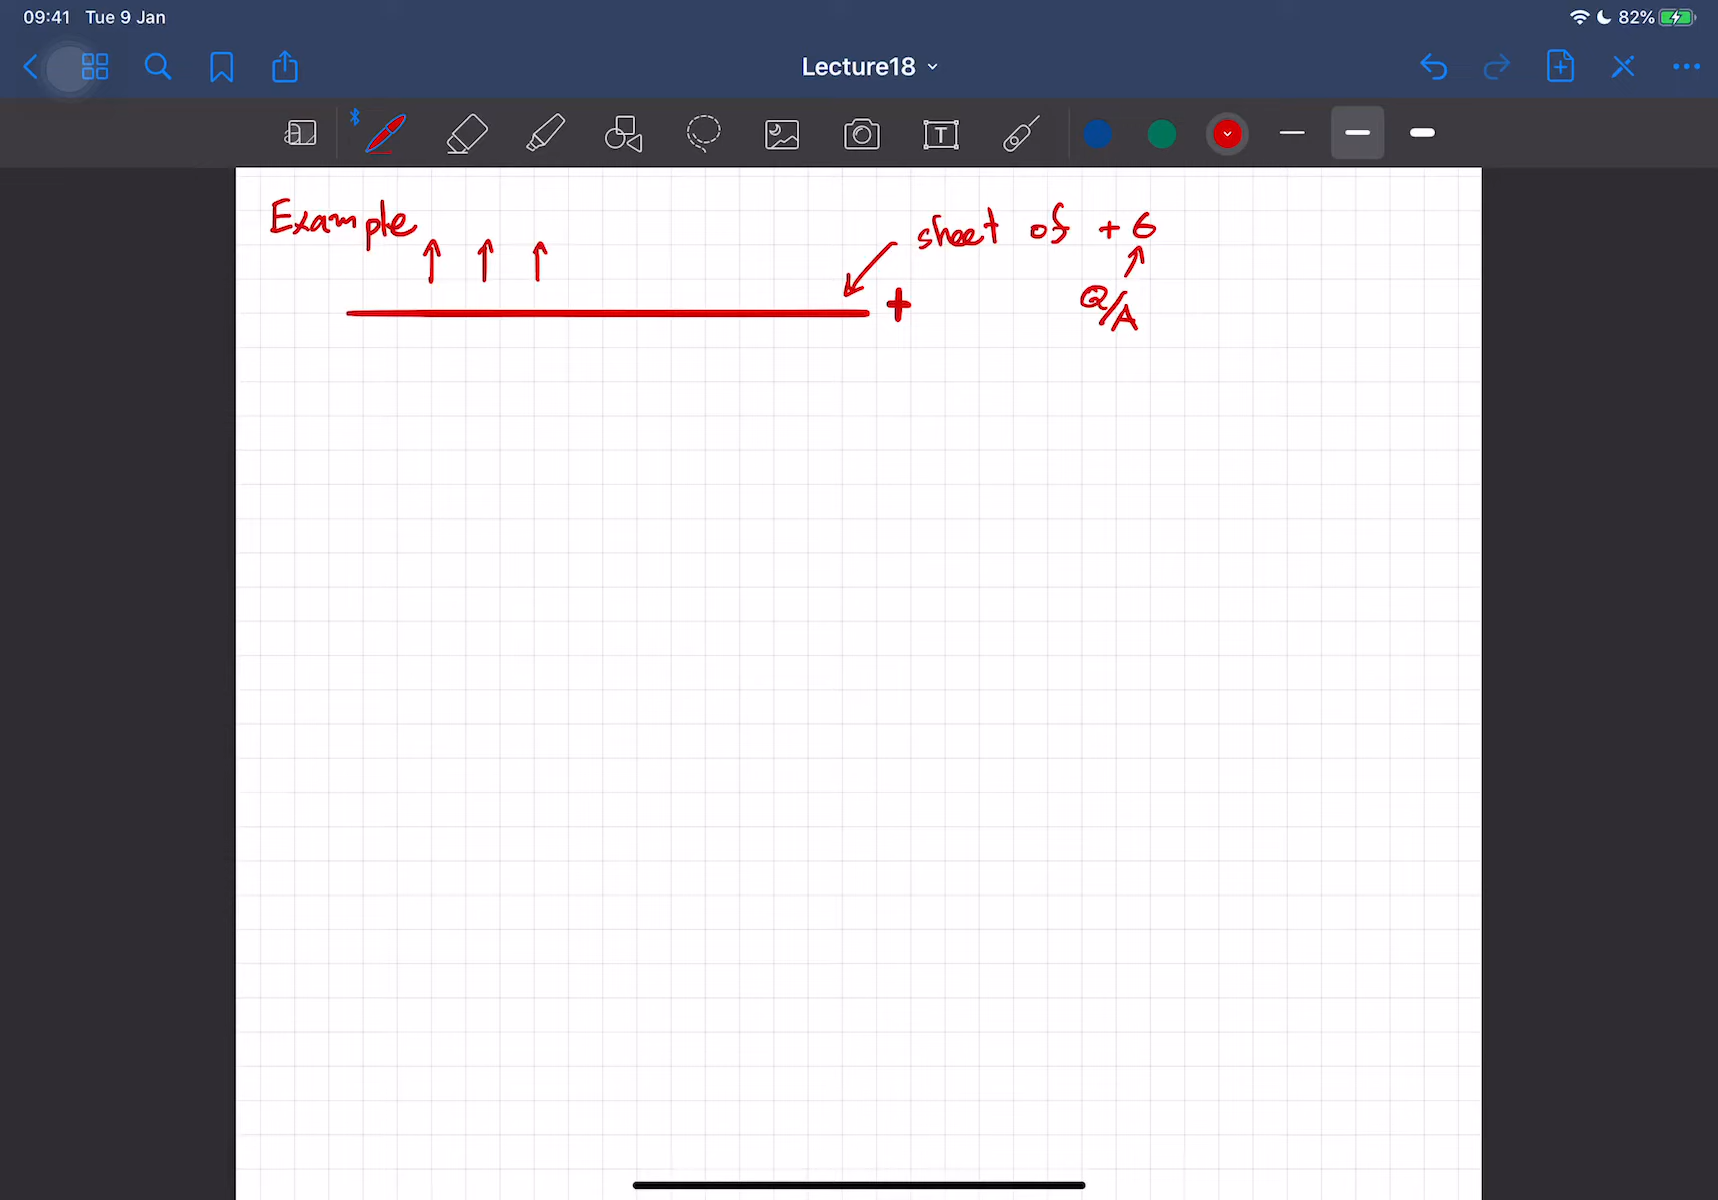 09:41 Tue 9 Jan
82%
Lecture18
T
Example
sheet of + σ
Q/A
+